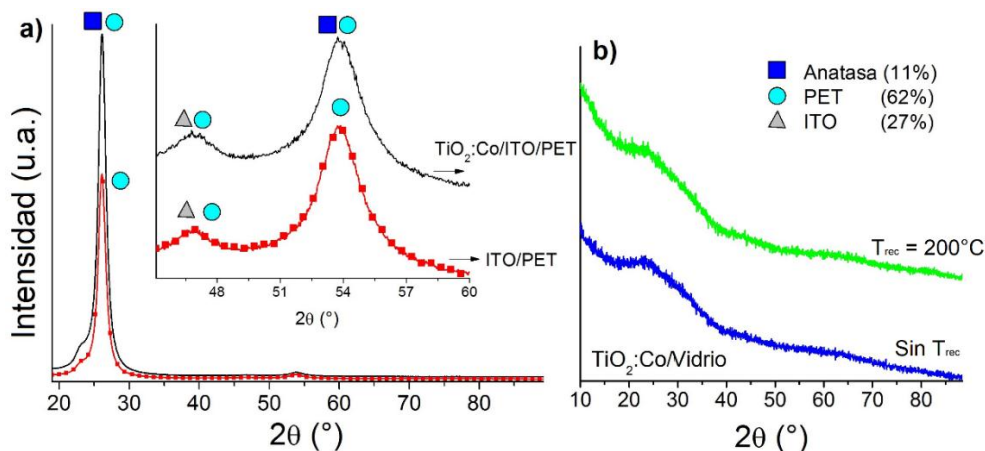 a)
Intensidad (u.a.)
TiO2:Co/ITO/PET
ITO/PET
48 51 54 57 60
2θ (°)
20 30 40 50 60 70 80
2θ (°)
b)
Anatasa (11%)
PET (62%)
ITO (27%)
Trec = 200°C
Sin Trec
TiO2:Co/Vidrio
10 20 30 40 50 60 70 80
2θ (°)